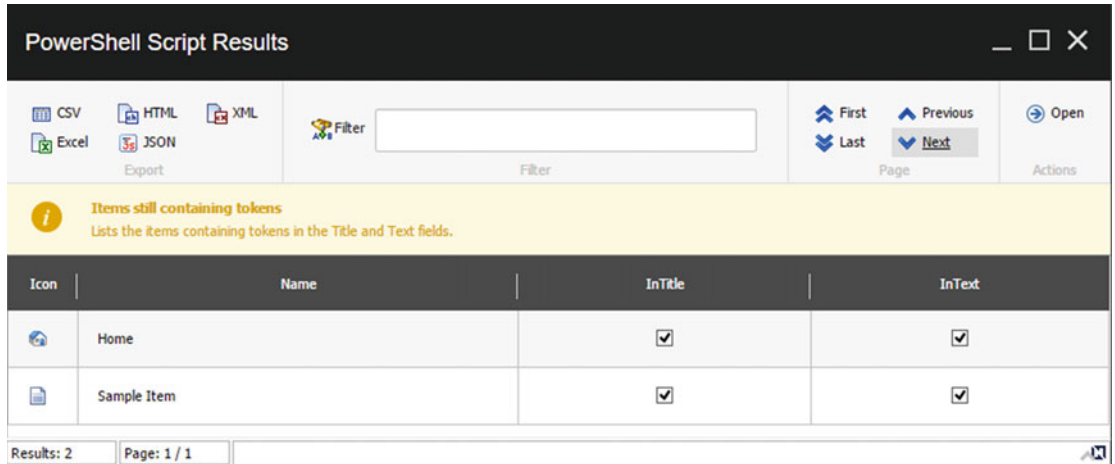 PowerShell Script Results
CSV HTML XML
Excel JSON
Export
Filter
Filter
First Previous
Last Next
Page
Open
Actions
Items still containing tokens
Lists the items containing tokens in the Title and Text fields.
Icon Name InTitle InText
Home
Sample Item
Results: 2 Page: 1 / 1